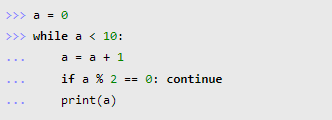 >>> a = 0
>>> while a < 10:
...     a = a + 1
...     if a % 2 == 0: continue
...     print(a)